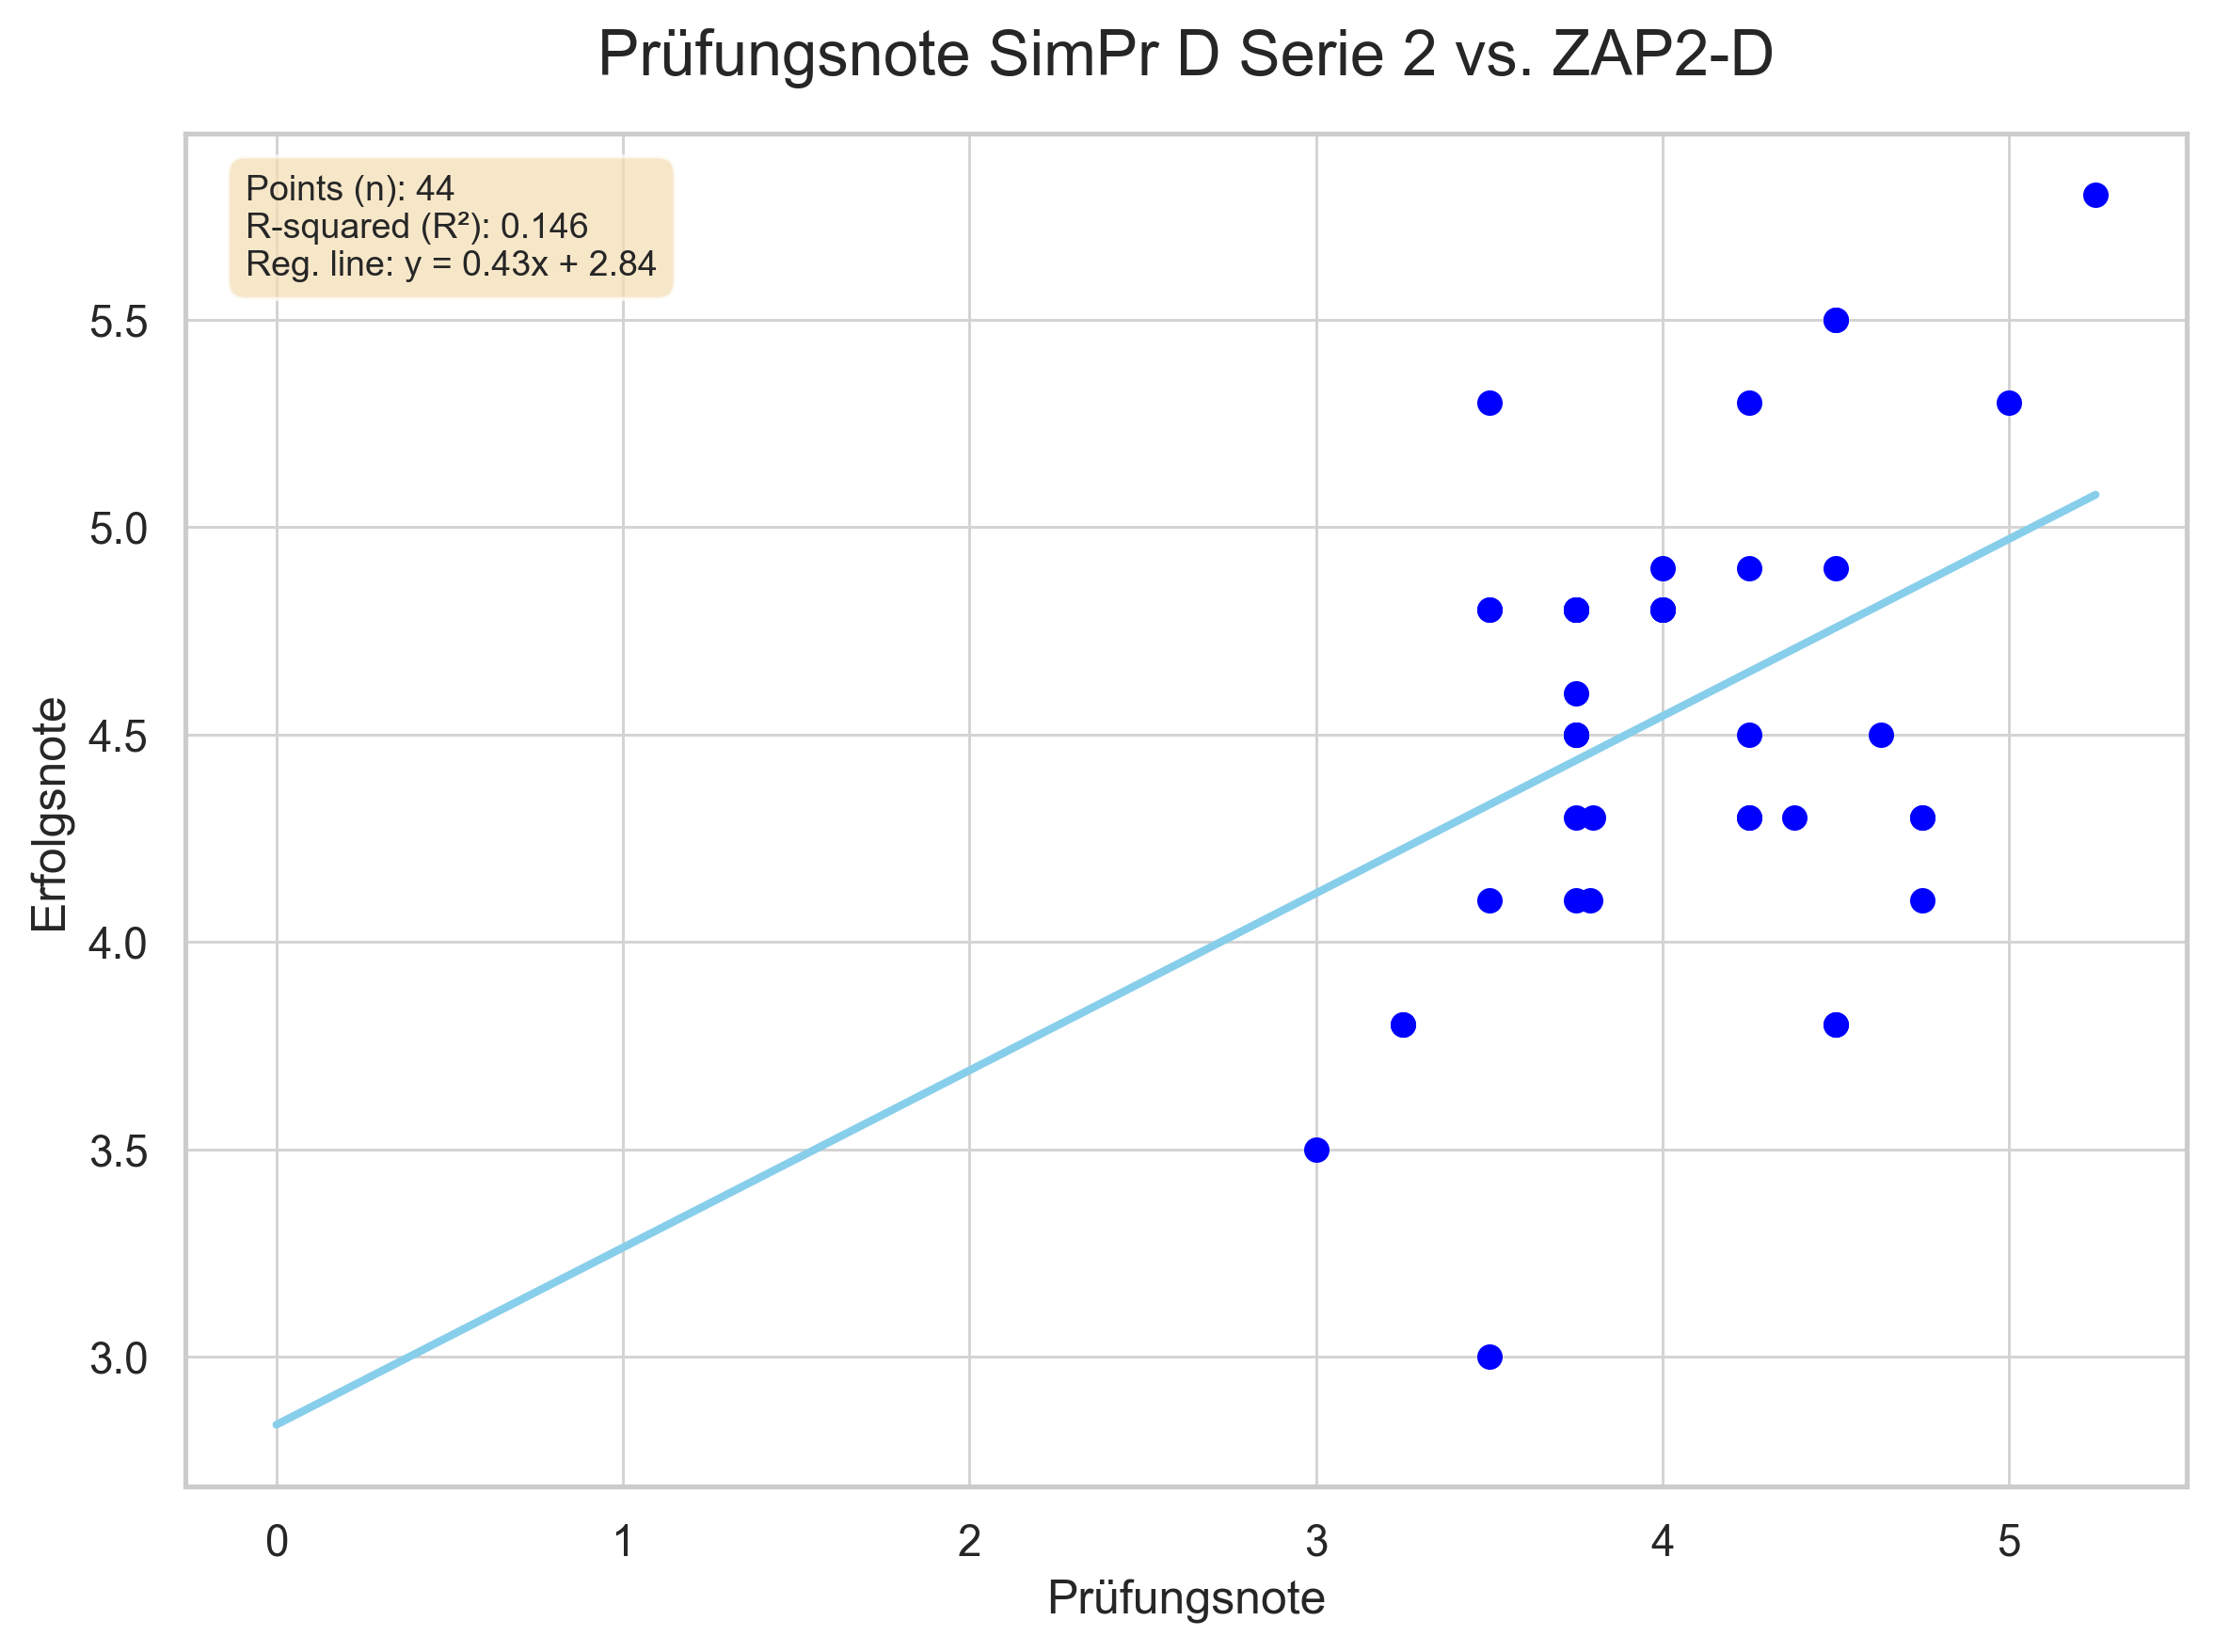 Prüfungsnote SimPr D Serie 2 vs. ZAP2-D
Points (n): 44
R-squared (R²): 0.146
Reg. line: y = 0.43x + 2.84
5.5
5.0
4.5
4.0
3.5
3.0
Erfolgsnote
0 1 2 3 4 5
Prüfungsnote